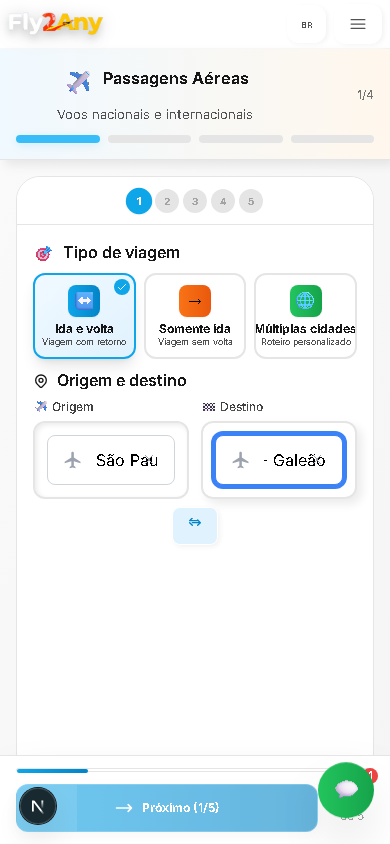 Fly2Any
BR
Passagens Aéreas
Voos nacionais e internacionais
1/4
1 2 3 4 5
Tipo de viagem
Ida e volta
Viagem com retorno
Somente ida
Viagem sem volta
Múltiplas cidades
Roteiro personalizado
Origem e destino
Origem
Destino
São Pau
- Galeão
N
Próximo (1/5)